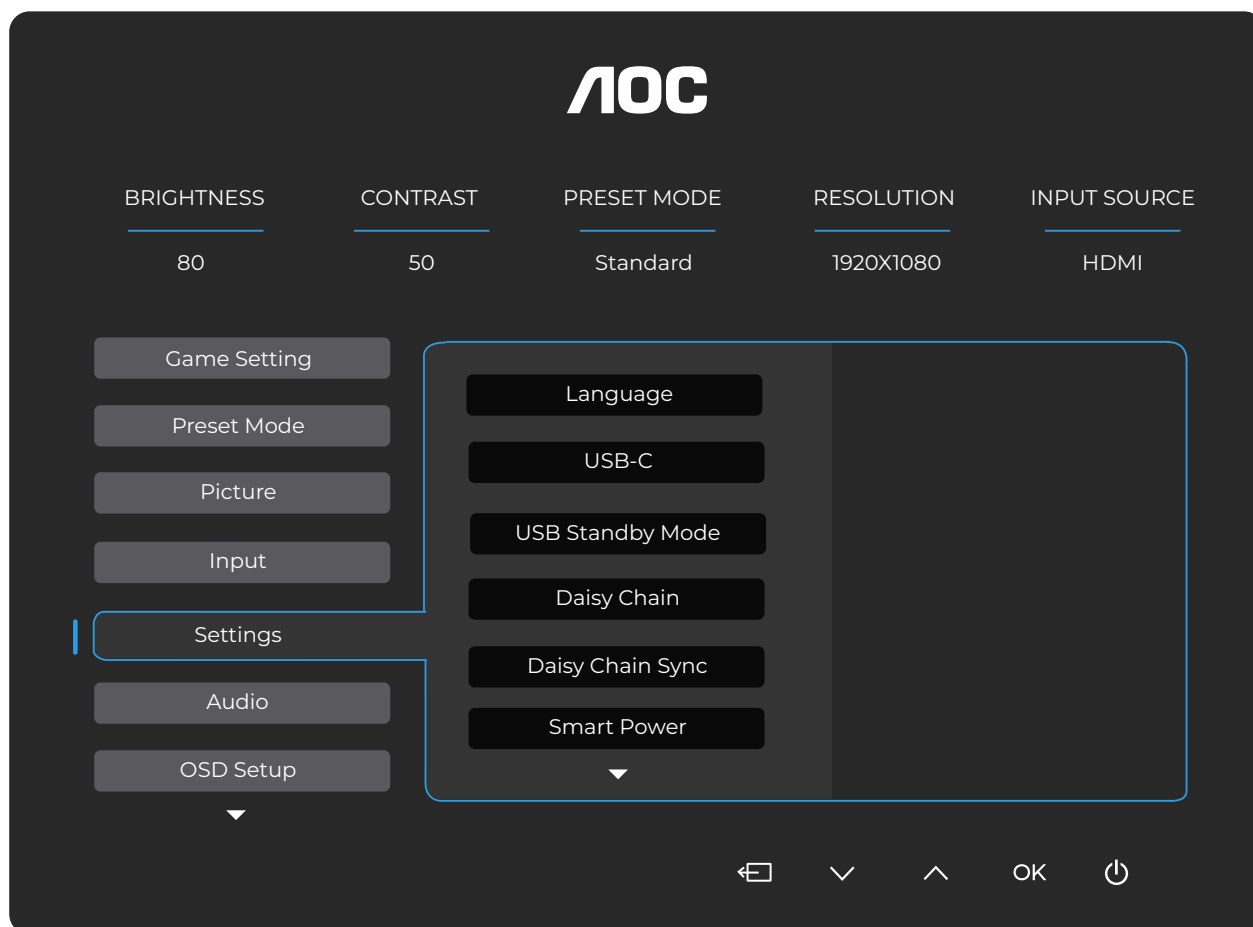 AOC
BRIGHTNESS CONTRAST PRESET MODE RESOLUTION INPUT SOURCE
80 50 Standard 1920X1080 HDMI
Game Setting
Preset Mode
Picture
Input
Settings
Audio
OSD Setup
Language
USB-C
USB Standby Mode
Daisy Chain
Daisy Chain Sync
Smart Power
OK